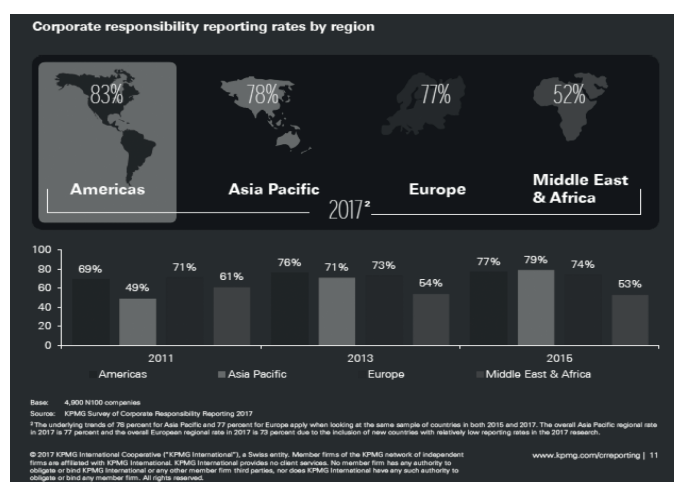 Corporate responsibility reporting rates by region
83%
78%
77%
52%
Americas
Asia Pacific
Europe
Middle East
& Africa
2017²
100
80
60
40
20
0
69%
49%
71%
61%
76%
71%
73%
54%
77%
79%
74%
53%
2011
2013
2015
Americas
Asia Pacific
Europe
Middle East & Africa
Base: 4,900 N100 companies
Source: KPMG Survey of Corporate Responsibility Reporting 2017
² The underlying trends of 78 percent for Asia Pacific and 77 percent for Europe apply when looking at the same sample of countries in both 2015 and 2017. The overall Asia Pacific regional rate
in 2017 is 77 percent and the overall European regional rate in 2017 is 73 percent due to the inclusion of new countries with relatively low reporting rates in the 2017 research.
© 2017 KPMG International Cooperative ("KPMG International"), a Swiss entity. Member firms of the KPMG network of independent
firms are affiliated with KPMG International. KPMG International provides no client services. No member firm has any authority to
obligate or bind KPMG International or any other member firm third parties, nor does KPMG International have any such authority to
obligate or bind any member firm. All rights reserved.
www.kpmg.com/crreporting | 11